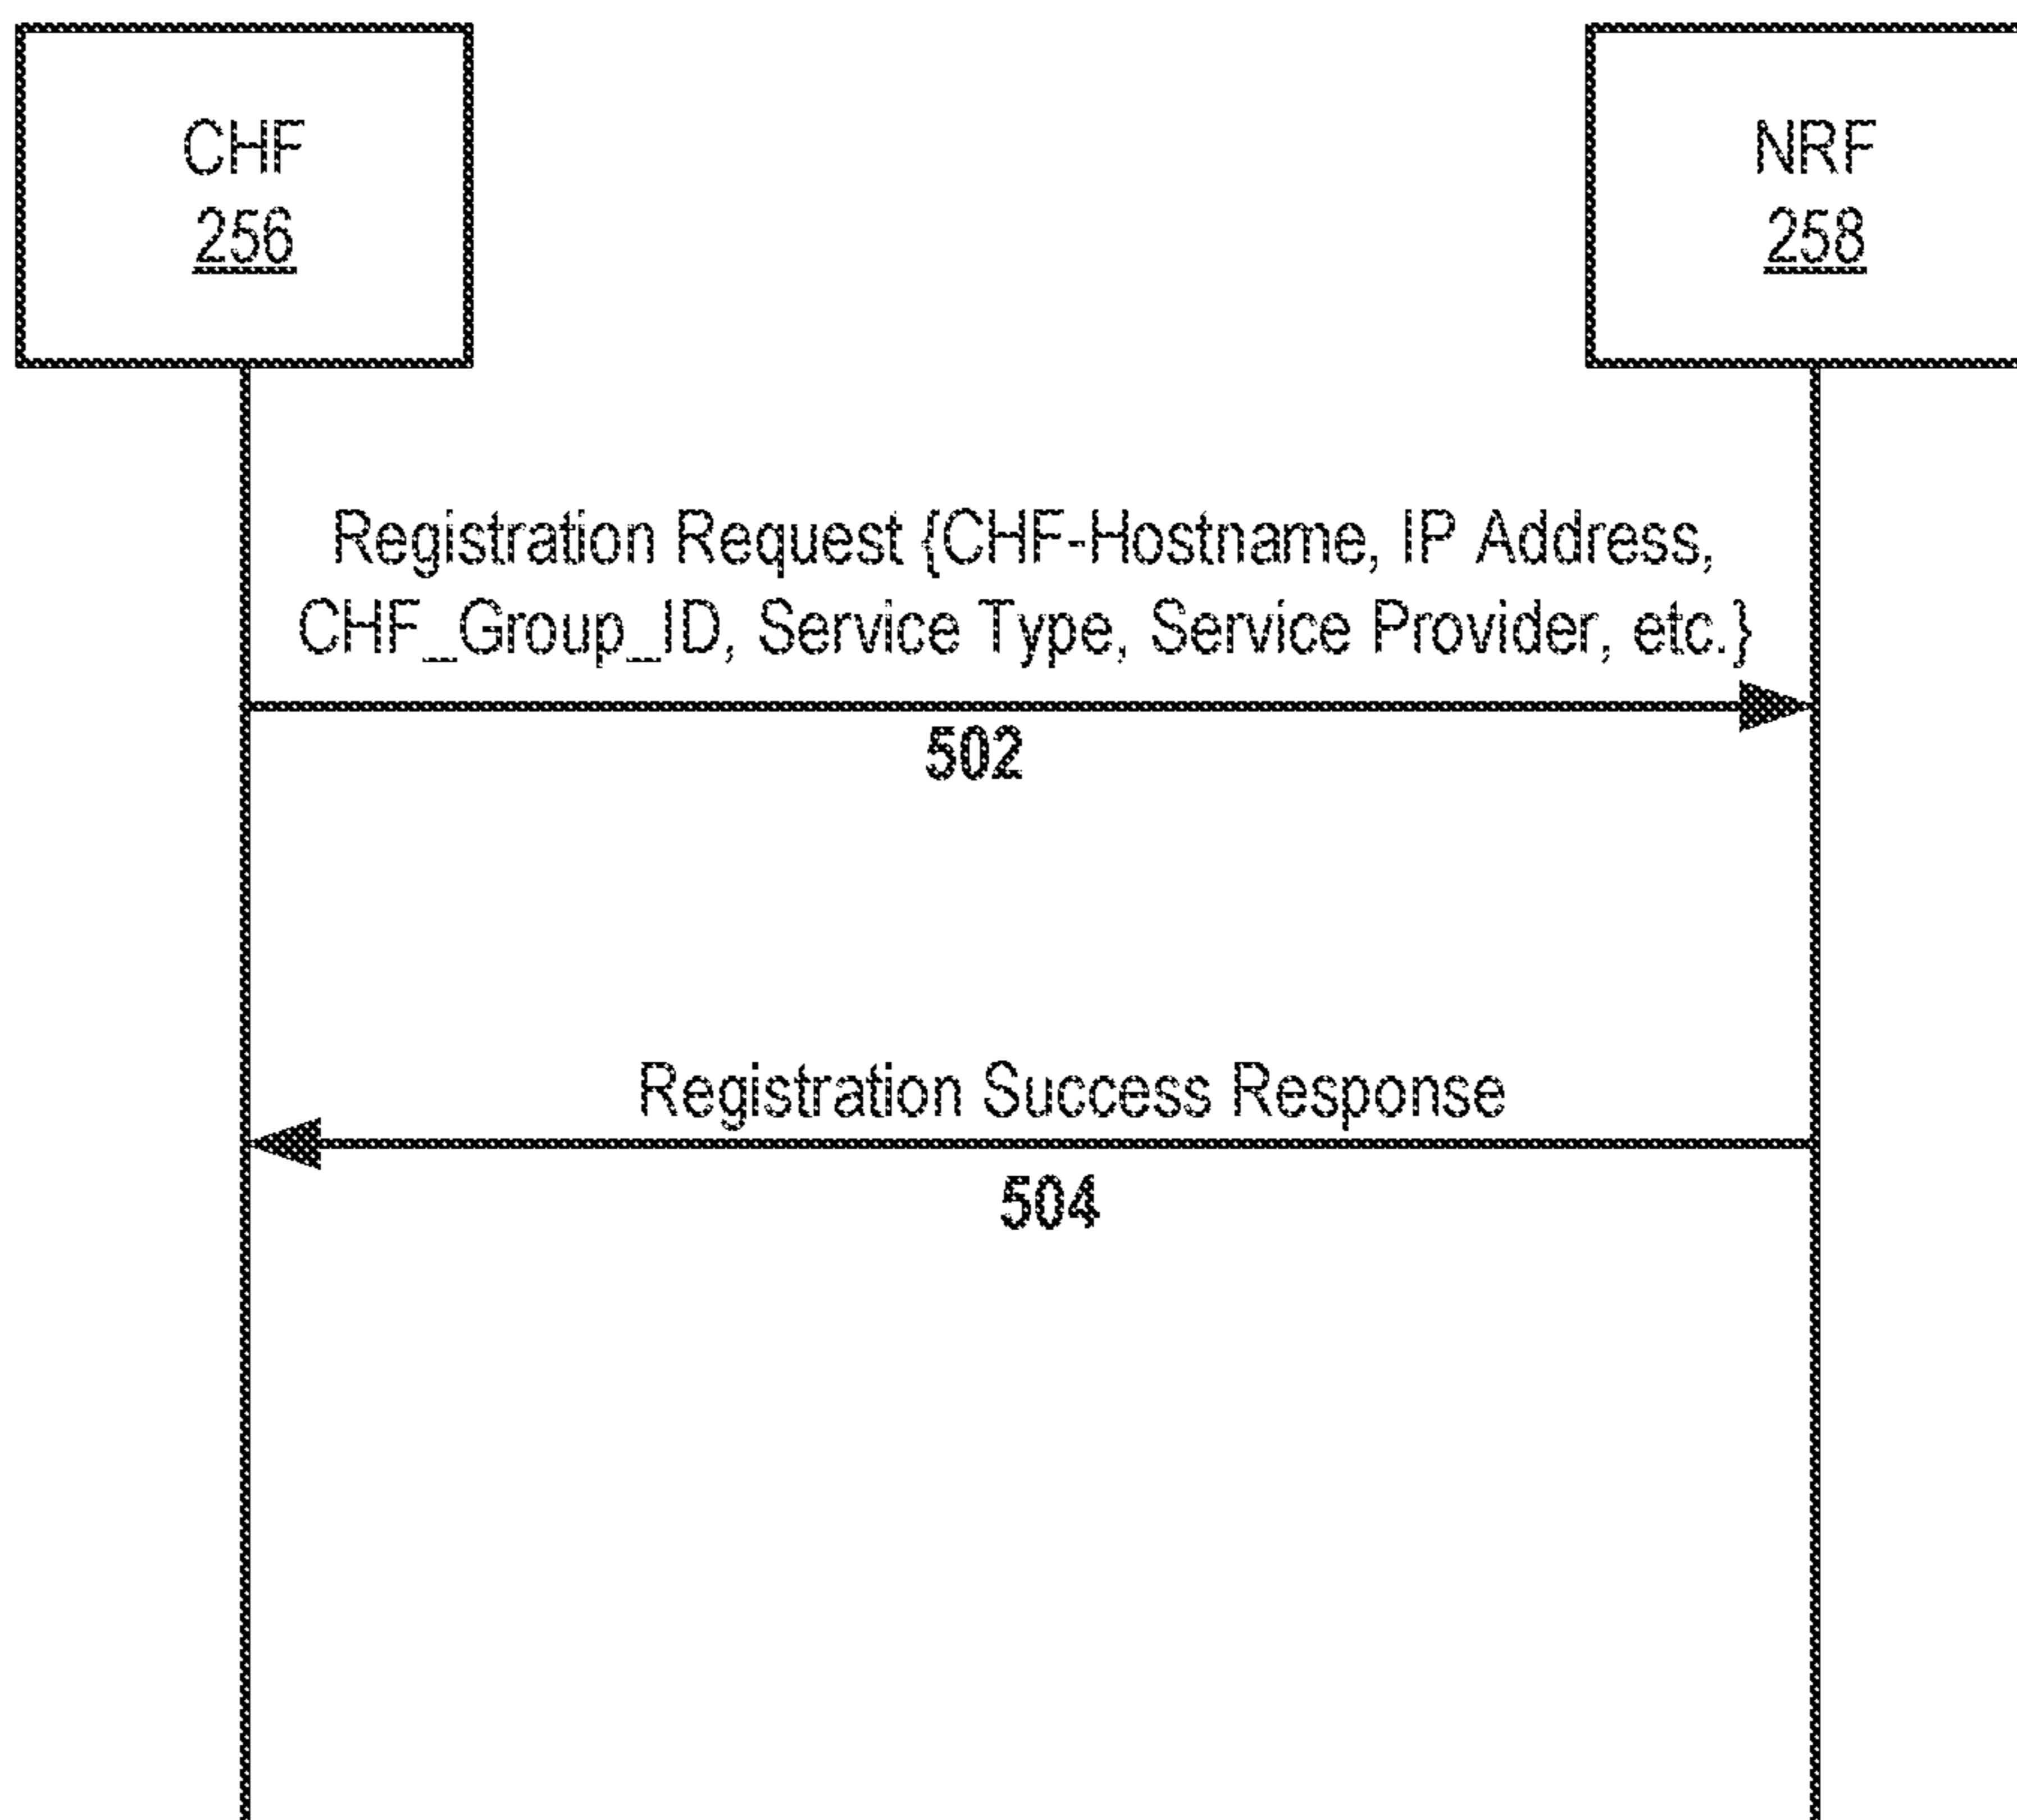 CHF
256
NRF
258
Registration Request {CHF-Hostname, IP Address,
CHF_Group_ID, Service Type, Service Provider, etc.}
502
Registration Success Response
504